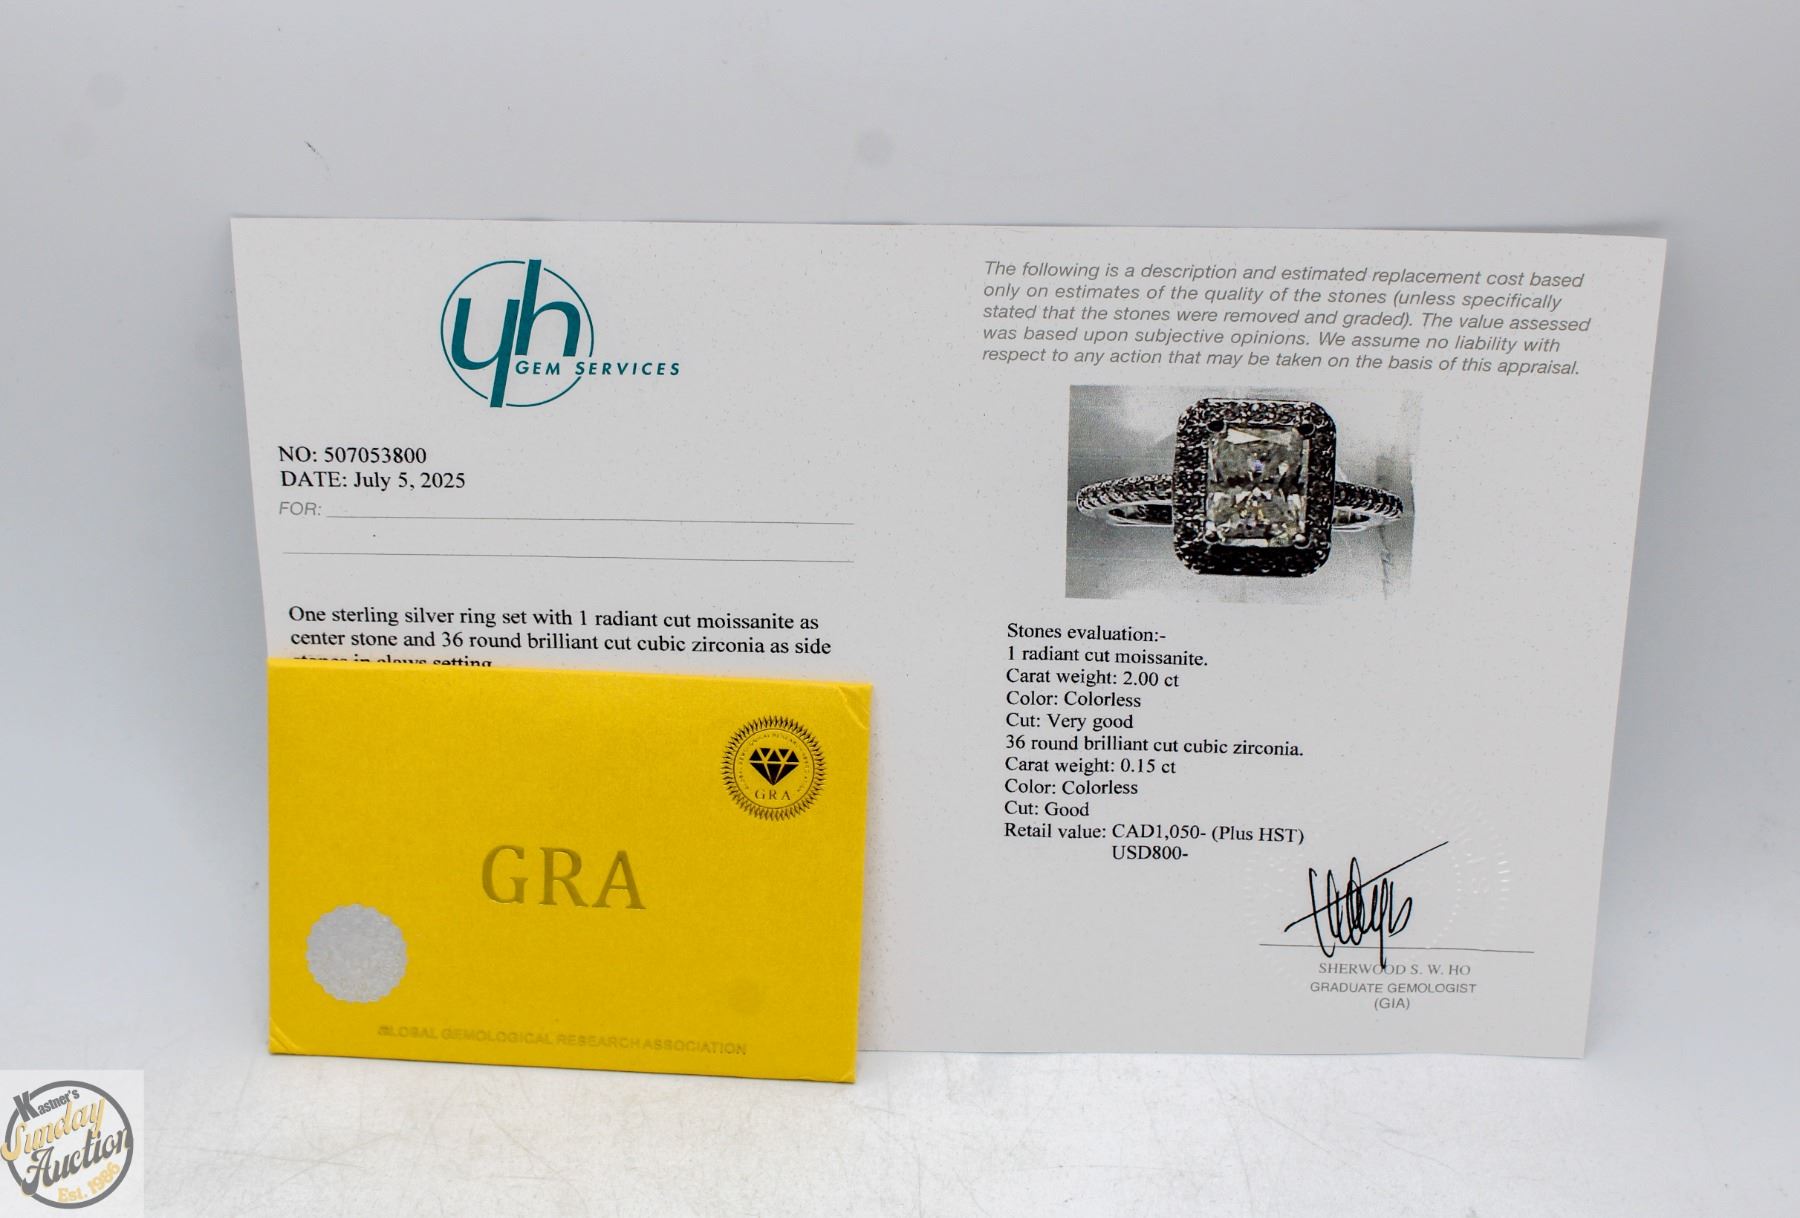 yh
GEM SERVICES
NO: 507053800
DATE: July 5, 2025
FOR:
One sterling silver ring set with 1 radiant cut moissanite as
center stone and 36 round brilliant cut cubic zirconia as side
stones in claws setting
The following is a description and estimated replacement cost based
only on estimates of the quality of the stones (unless specifically
stated that the stones were removed and graded). The value assessed
was based upon subjective opinions. We assume no liability with
respect to any action that may be taken on the basis of this appraisal.
Stones evaluation:-
1 radiant cut moissanite.
Carat weight: 2.00 ct
Color: Colorless
Cut: Very good
36 round brilliant cut cubic zirconia.
Carat weight: 0.15 ct
Color: Colorless
Cut: Good
Retail value: CAD1,050- (Plus HST)
USD800-
SHERWOOD S. W. HO
GRADUATE GEMOLOGIST
(GIA)
GRA
GRA
GLOBAL GEMOLOGICAL RESEARCH ASSOCIATION
Kastner's
Sunday
Auction
Est. 1986